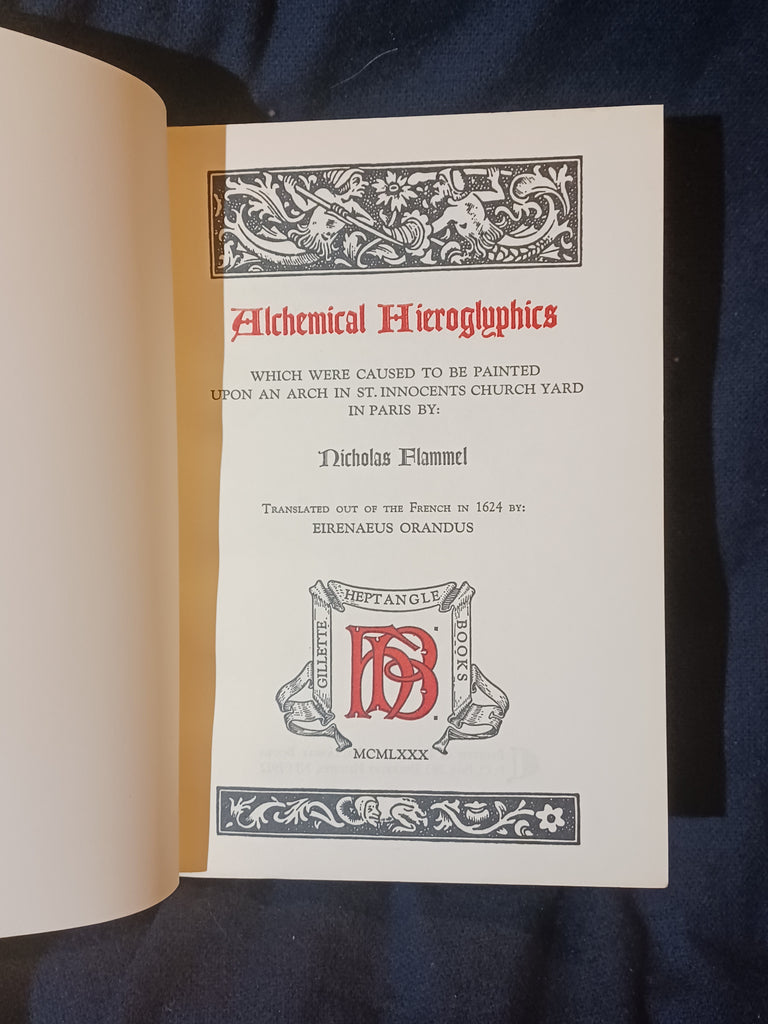 Alchemical Hieroglyphics
WHICH WERE CAUSED TO BE PAINTED
UPON AN ARCH IN ST. INNOCENTS CHURCH YARD
IN PARIS BY:
Nicholas Flammel
TRANSLATED OUT OF THE FRENCH IN 1624 BY:
EIRENAEUS ORANDUS
HEPTANGLE
GILLETTE
BOOKS
MCMLXXX